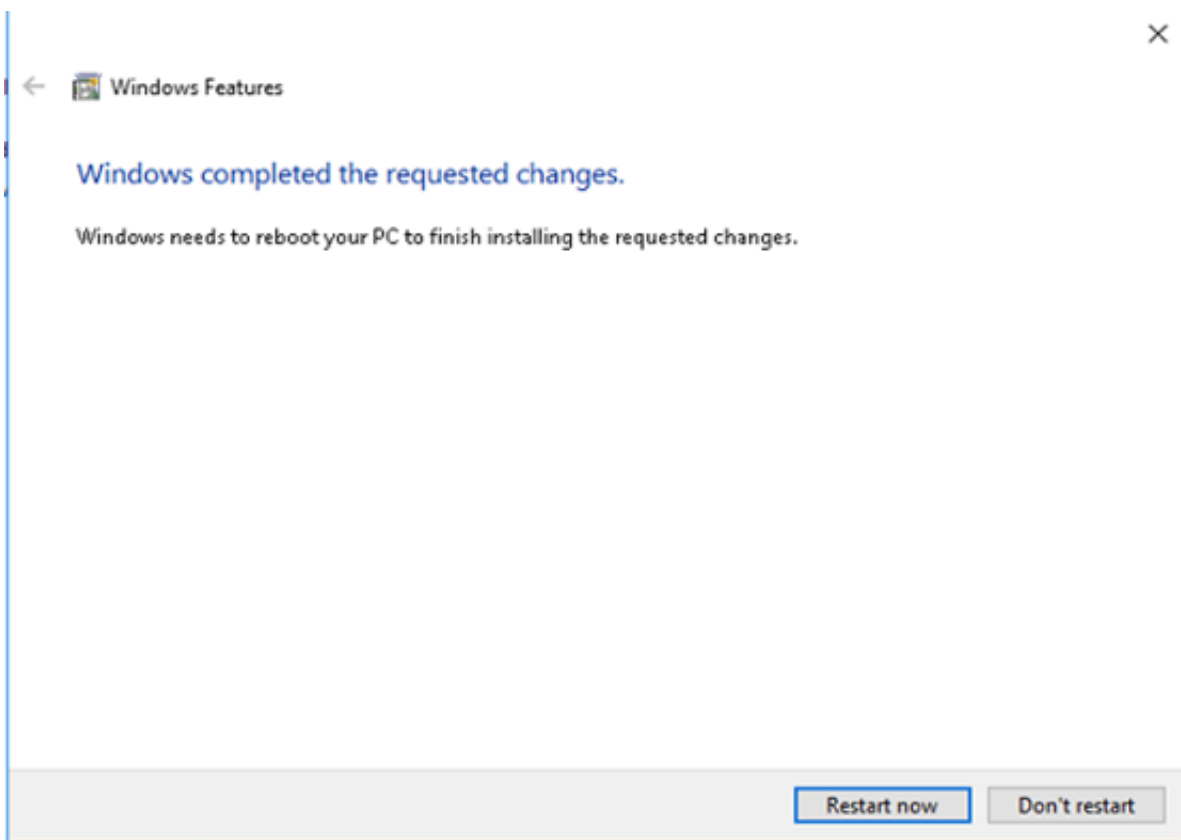 Windows Features
Windows completed the requested changes.
Windows needs to reboot your PC to finish installing the requested changes.
Restart now
Don't restart